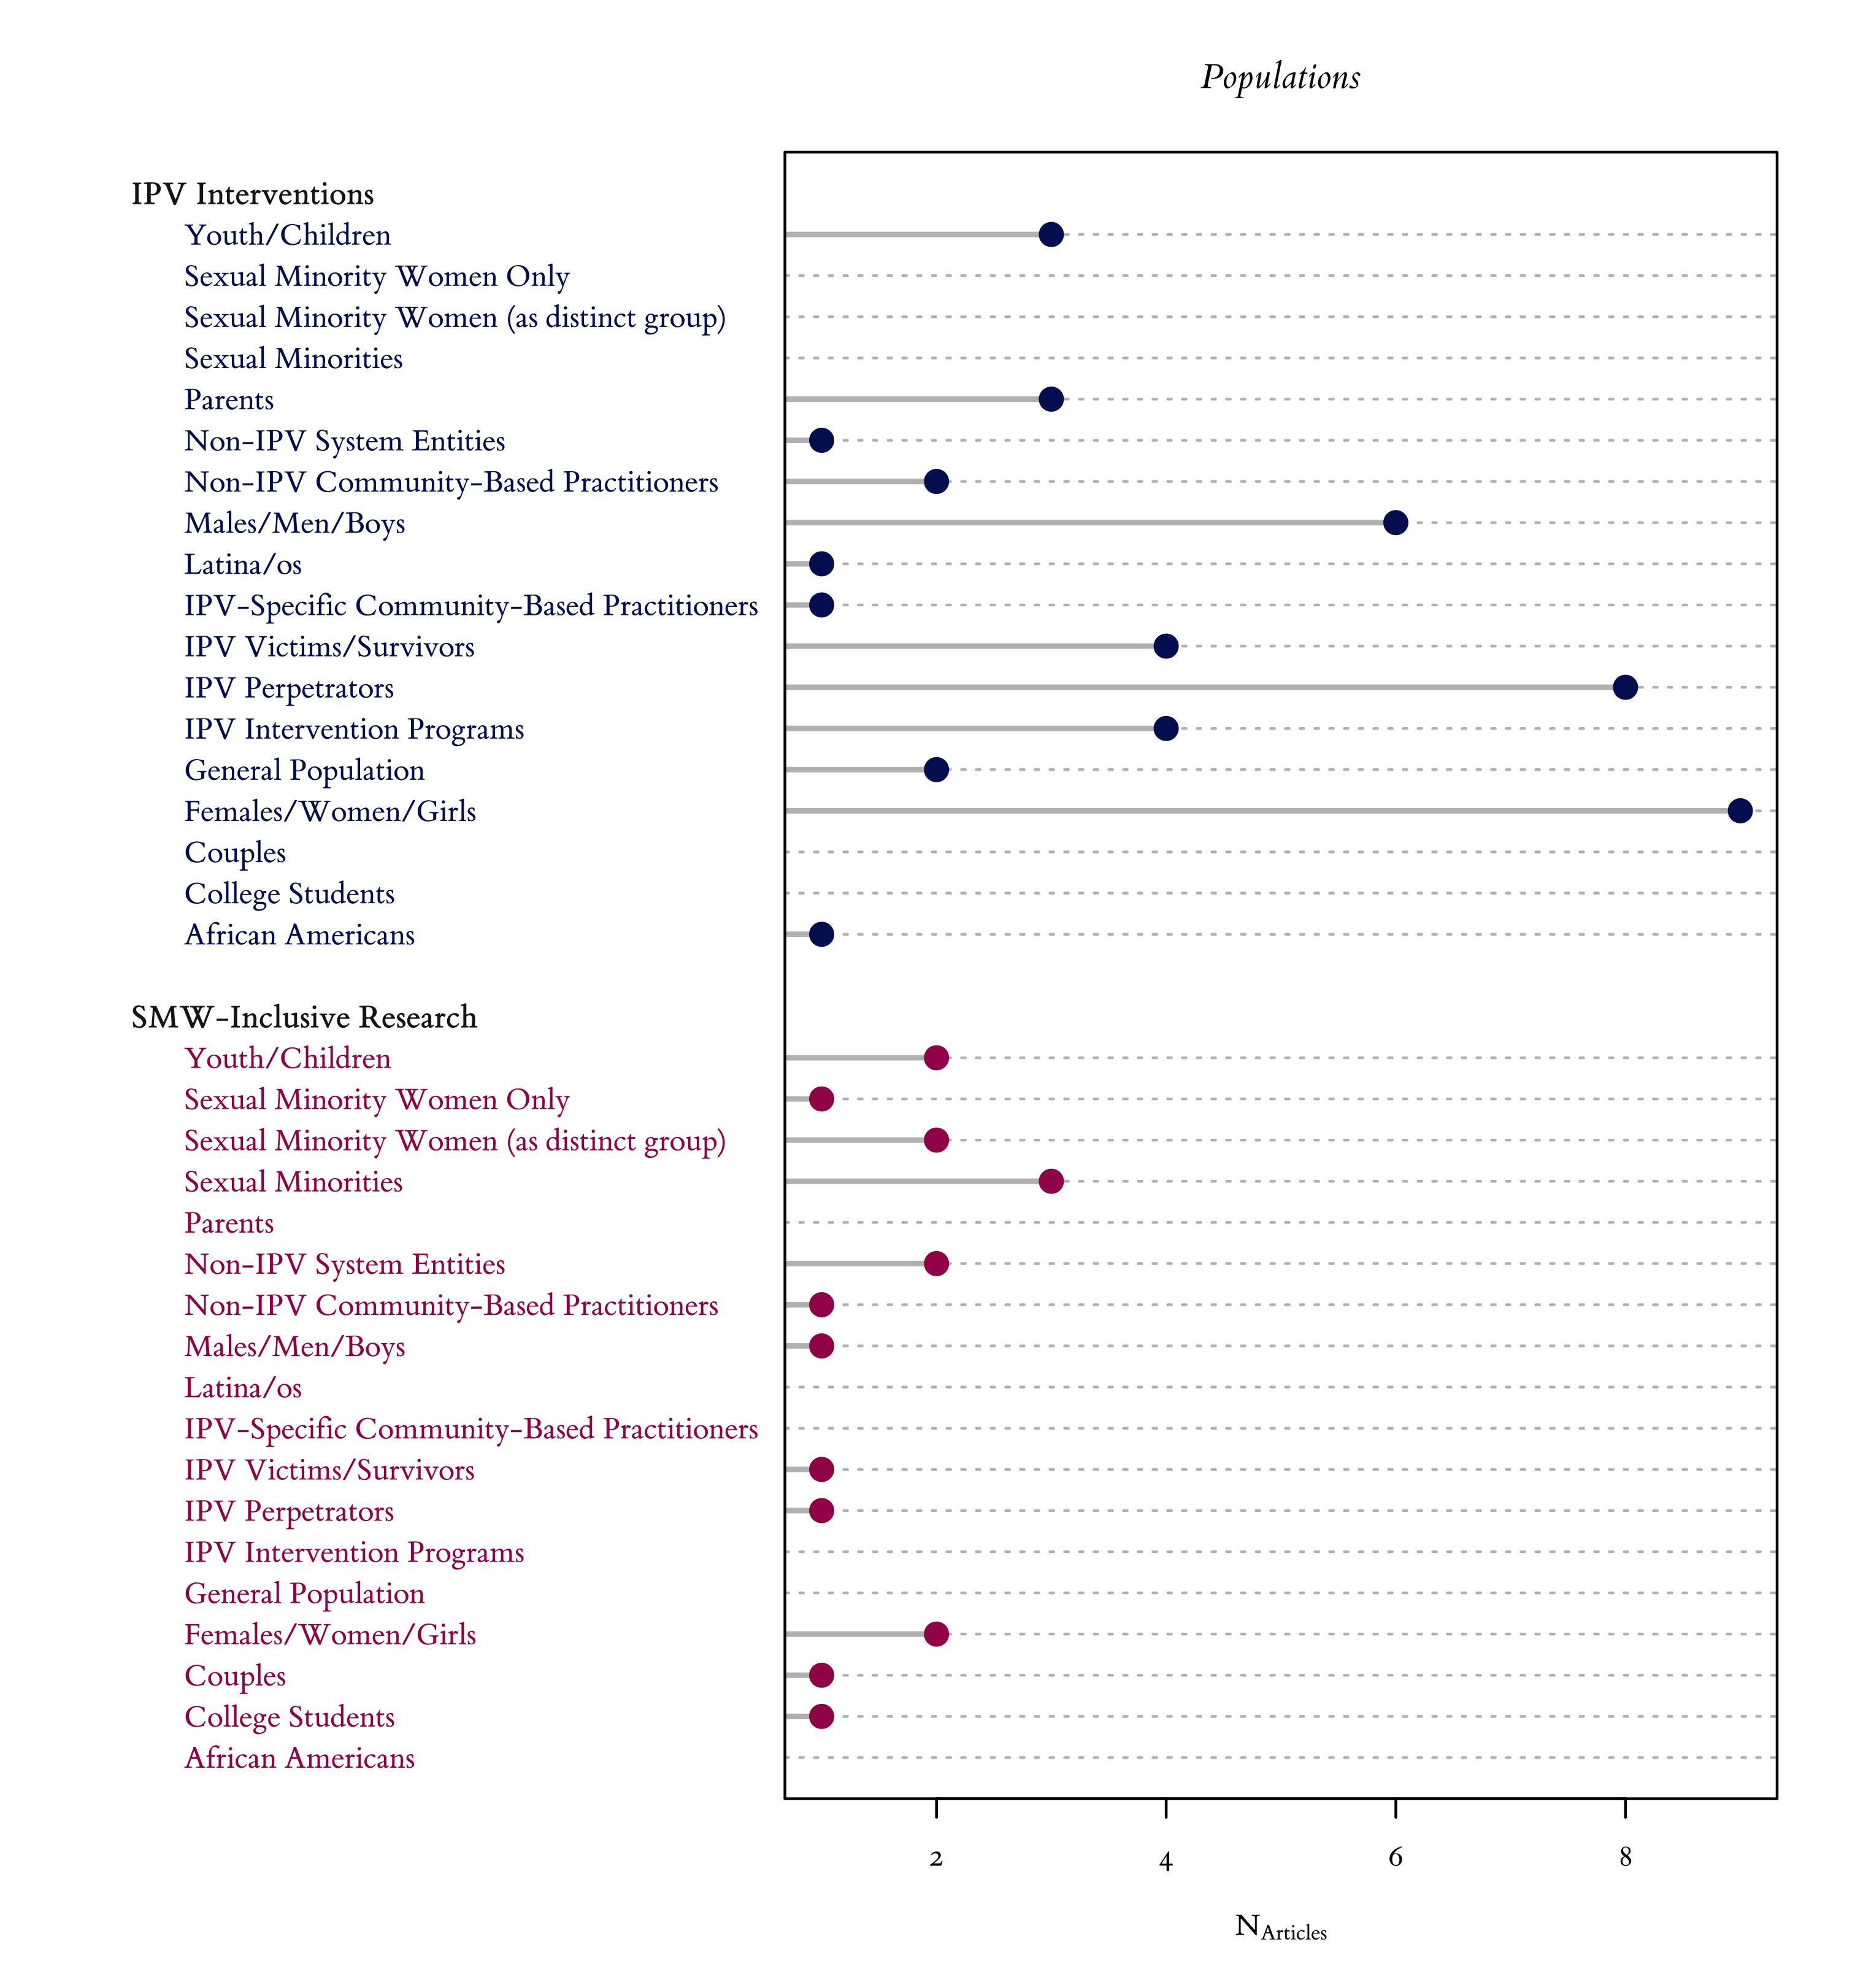 Populations
IPV Interventions
Youth/Children
Sexual Minority Women Only
Sexual Minority Women (as distinct group)
Sexual Minorities
Parents
Non-IPV System Entities
Non-IPV Community-Based Practitioners
Males/Men/Boys
Latina/os
IPV-Specific Community-Based Practitioners
IPV Victims/Survivors
IPV Perpetrators
IPV Intervention Programs
General Population
Females/Women/Girls
Couples
College Students
African Americans
SMW-Inclusive Research
Youth/Children
Sexual Minority Women Only
Sexual Minority Women (as distinct group)
Sexual Minorities
Parents
Non-IPV System Entities
Non-IPV Community-Based Practitioners
Males/Men/Boys
Latina/os
IPV-Specific Community-Based Practitioners
IPV Victims/Survivors
IPV Perpetrators
IPV Intervention Programs
General Population
Females/Women/Girls
Couples
College Students
African Americans
2 4 6 8
NArticles